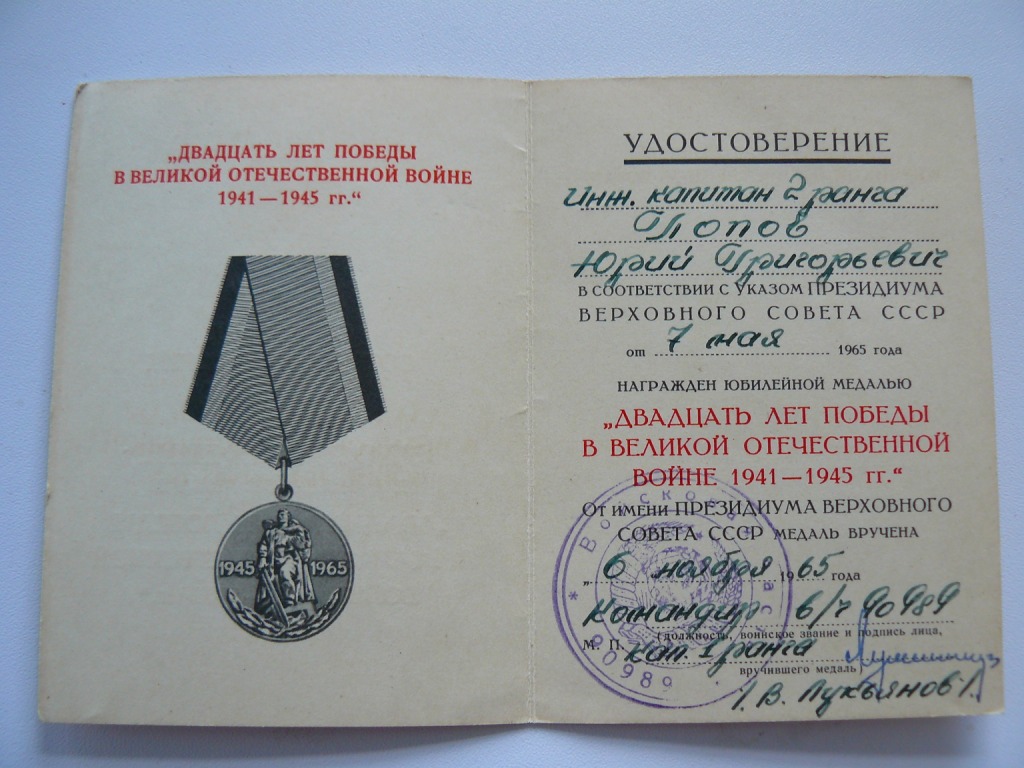 „ДВАДЦАТЬ ЛЕТ ПОБЕДЫ
В ВЕЛИКОЙ ОТЕЧЕСТВЕННОЙ ВОЙНЕ
1941—1945 гг.“
1945 1965
УДОСТОВЕРЕНИЕ
Инж. капитан 2 ранга
Попов
Юрий Григорьевич
В СООТВЕТСТВИИ С УКАЗОМ ПРЕЗИДИУМА
ВЕРХОВНОГО СОВЕТА СССР
от 7 мая 1965 года
НАГРАЖДЕН ЮБИЛЕЙНОЙ МЕДАЛЬЮ
„ДВАДЦАТЬ ЛЕТ ПОБЕДЫ
В ВЕЛИКОЙ ОТЕЧЕСТВЕННОЙ
ВОЙНЕ 1941—1945 гг.“
От имени ПРЕЗИДИУМА ВЕРХОВНОГО
СОВЕТА СССР МЕДАЛЬ ВРУЧЕНА
„ 6 ноября 1965 года
Командир в/ч 90989
(должность, воинское звание и подпись лица,
М. П. кап. 1 ранга
вручившего медаль)
В. Лукьянов
* Войсковая часть
90989